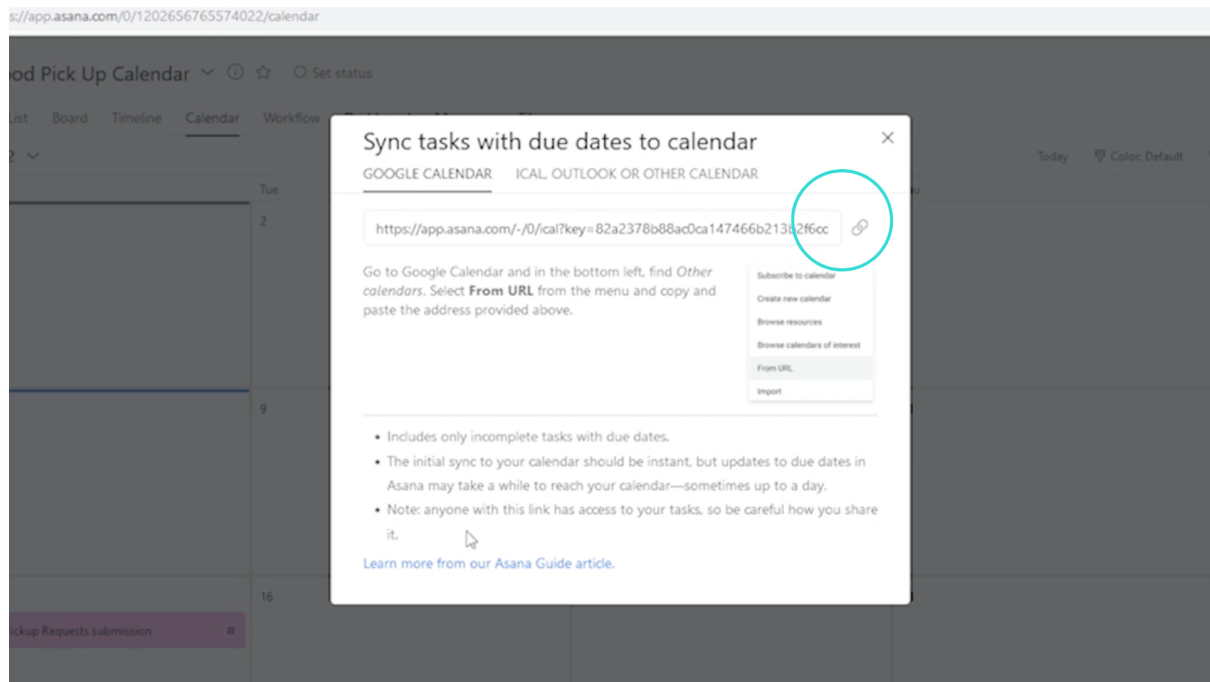 s://app.asana.com/0/1202656765574022/calendar
ood Pick Up Calendar
Set status
List Board Timeline Calendar Workflow
Today Color: Default
Tue
2
9
16
ickup Requests submission
Sync tasks with due dates to calendar
GOOGLE CALENDAR ICAL, OUTLOOK OR OTHER CALENDAR
https://app.asana.com/-/0/ical?key=82a2378b88ac0ca147466b213b2f6cc
Go to Google Calendar and in the bottom left, find Other
calendars. Select From URL from the menu and copy and
paste the address provided above.
Subscribe to calendar
Create new calendar
Browse resources
Browse calendars of interest
From URL
Import
• Includes only incomplete tasks with due dates.
• The initial sync to your calendar should be instant, but updates to due dates in
Asana may take a while to reach your calendar—sometimes up to a day.
• Note: anyone with this link has access to your tasks, so be careful how you share
it.
Learn more from our Asana Guide article.